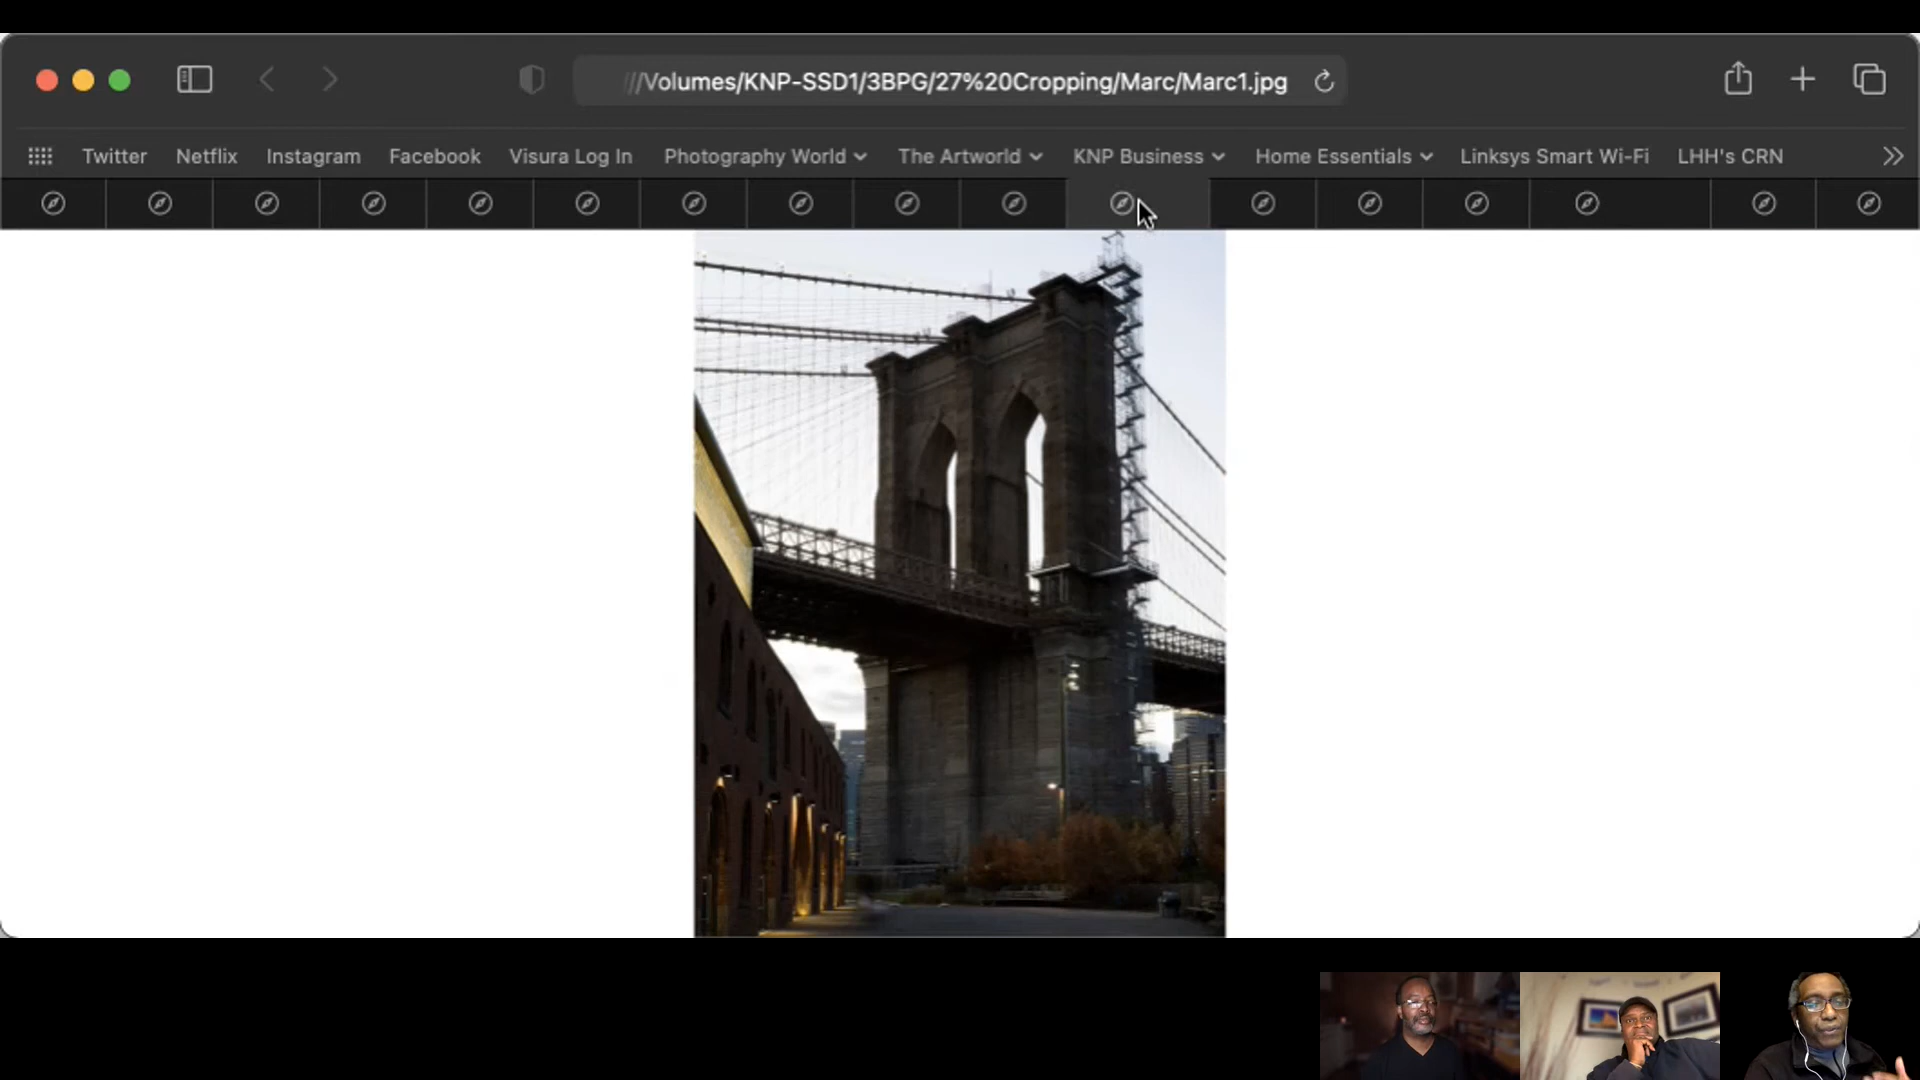 ///Volumes/KNP-SSD1/3BPG/27%20Cropping/Marc/Marc1.jpg
Twitter Netflix Instagram Facebook Visura Log In Photography World The Artworld KNP Business Home Essentials Linksys Smart Wi-Fi LHH's CRN